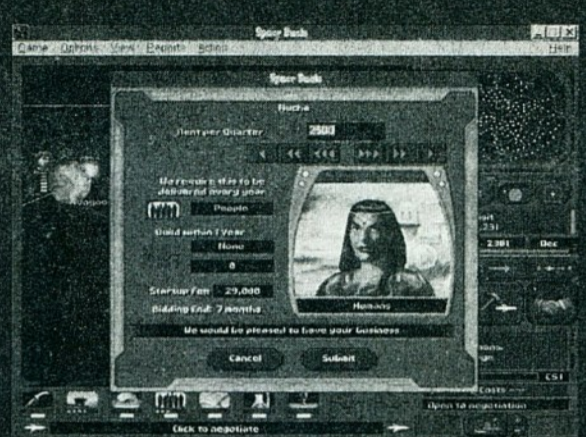 Space Bucks
Game Options View Reports Action Help
Space Bucks
Rent per Quarter 2500
We require this to be
delivered every year
People
Build within 1 Year
None
0
Startup Fee 29,000
Bidding End: 7 months
Humans
We would be pleased to have your business
Cancel Submit
2301 Dec
Costs
Open to negotiation
Click to negotiate